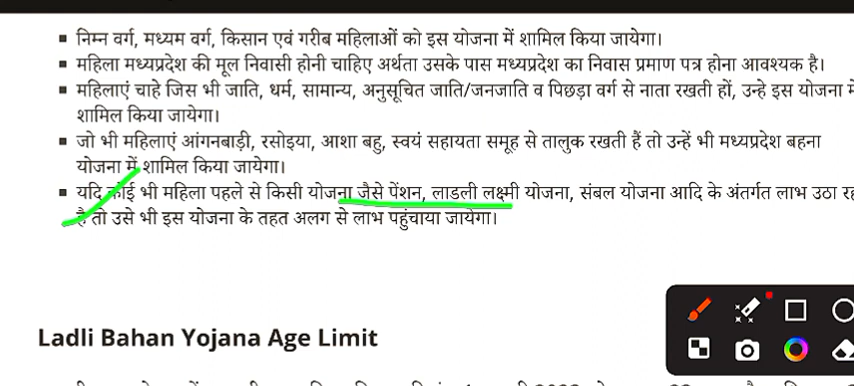 निम्न वर्ग, मध्यम वर्ग, किसान एवं गरीब महिलाओं को इस योजना में शामिल किया जायेगा।
महिला मध्यप्रदेश की मूल निवासी होनी चाहिए अर्थता उसके पास मध्यप्रदेश का निवास प्रमाण पत्र होना आवश्यक है।
महिलाएं चाहे जिस भी जाति, धर्म, सामान्य, अनुसूचित जाति/जनजाति व पिछड़ा वर्ग से नाता रखती हों, उन्हे इस योजना में
शामिल किया जायेगा।
जो भी महिलाएं आंगनबाड़ी, रसोइया, आशा बहु, स्वयं सहायता समूह से तालुक रखती हैं तो उन्हें भी मध्यप्रदेश बहना
योजना में शामिल किया जायेगा।
यदि कोई भी महिला पहले से किसी योजना जैसे पेंशन, लाडली लक्ष्मी योजना, संबल योजना आदि के अंतर्गत लाभ उठा
है तो उसे भी इस योजना के तहत अलग से लाभ पहुंचाया जायेगा।
Ladli Bahan Yojana Age Limit